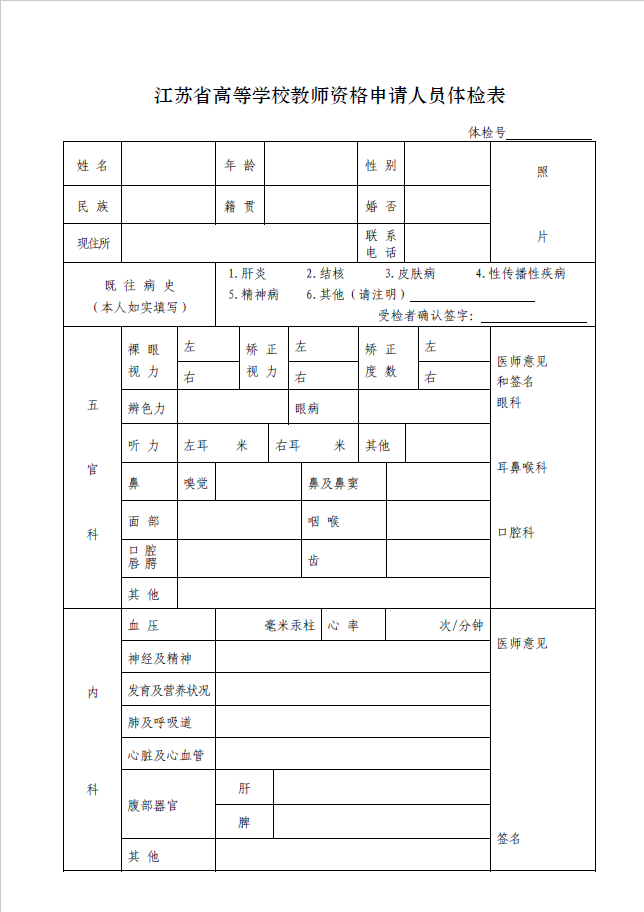 江苏省高等学校教师资格申请人员体检表
体检号
姓 名 年 龄 性 别 照
民 族 籍 贯 婚 否
片
现住所 联 系
电 话
既 往 病 史
（本人如实填写）
1.肝炎 2.结核 3.皮肤病 4.性传播性疾病
5.精神病 6.其他（请注明）
受检者确认签字：
五
官
科
裸 眼
视 力
左
右
矫 正
视 力
左
右
矫 正
度 数
左
右
医师意见
和签名
眼科
辨色力 眼病
听 力 左耳 米 右耳 米 其他
耳鼻喉科
鼻 嗅觉 鼻及鼻窦
面 部 咽 喉
口腔科
口 腔
唇 腭
齿
其 他
内
科
血 压 毫米汞柱 心 率 次/分钟
医师意见
神经及精神
发育及营养状况
肺及呼吸道
心脏及心血管
腹部器官
肝
脾
签名
其 他